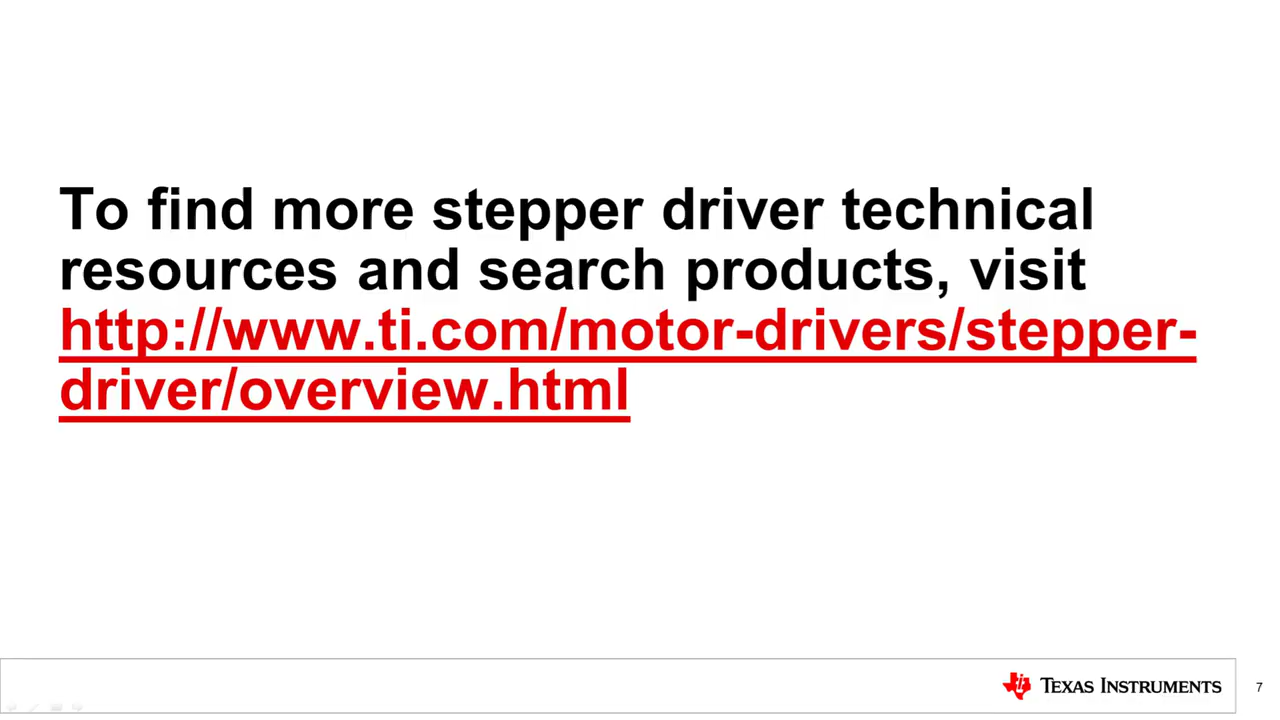 To find more stepper driver technical
resources and search products, visit
http://www.ti.com/motor-drivers/stepper-
driver/overview.html
TEXAS INSTRUMENTS
7